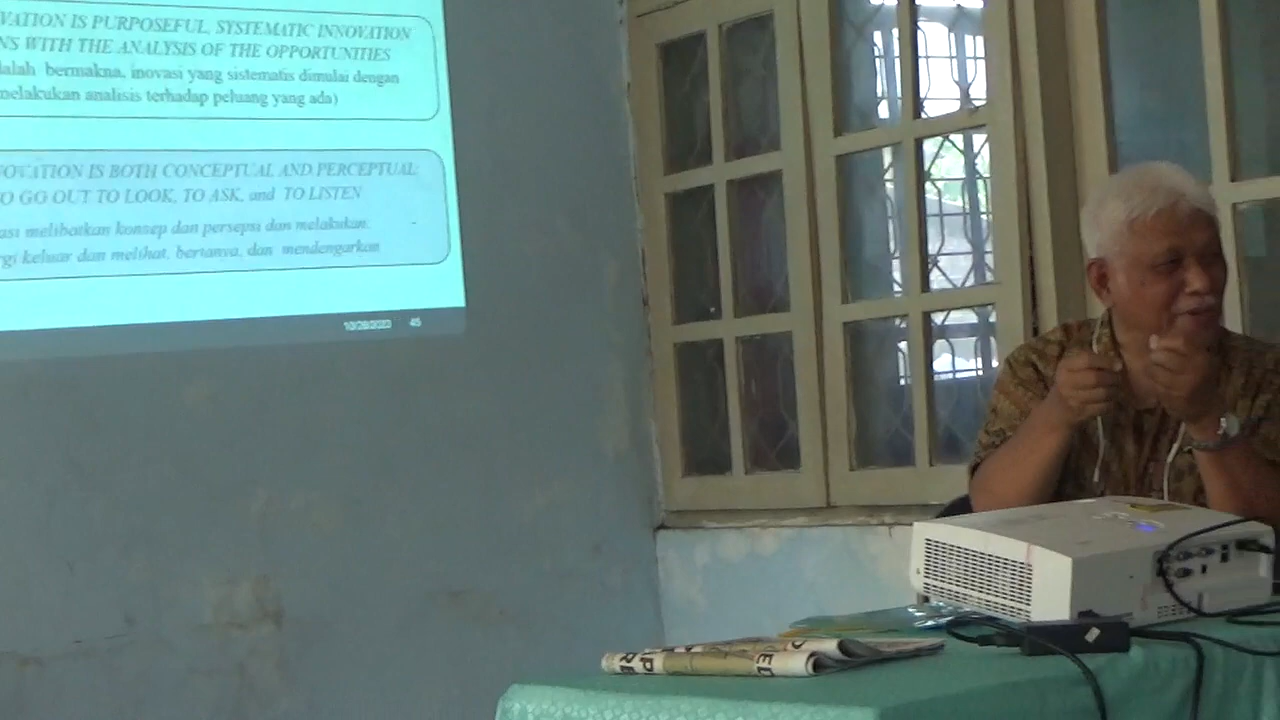 VATION IS PURPOSEFUL, SYSTEMATIC INNOVATION
NS WITH THE ANALYSIS OF THE OPPORTUNITIES
dalah bermakna, inovasi yang sistematis dimulai dengan
melakukan analisis terhadap peluang yang ada)
NOVATION IS BOTH CONCEPTUAL AND PERCEPTUAL
O GO OUT TO LOOK, TO ASK, and TO LISTEN
asi melibatkan konsep dan persepsi dan melakukan.
rgi keluar dan melihat, bertanya, dan mendengarkan
45